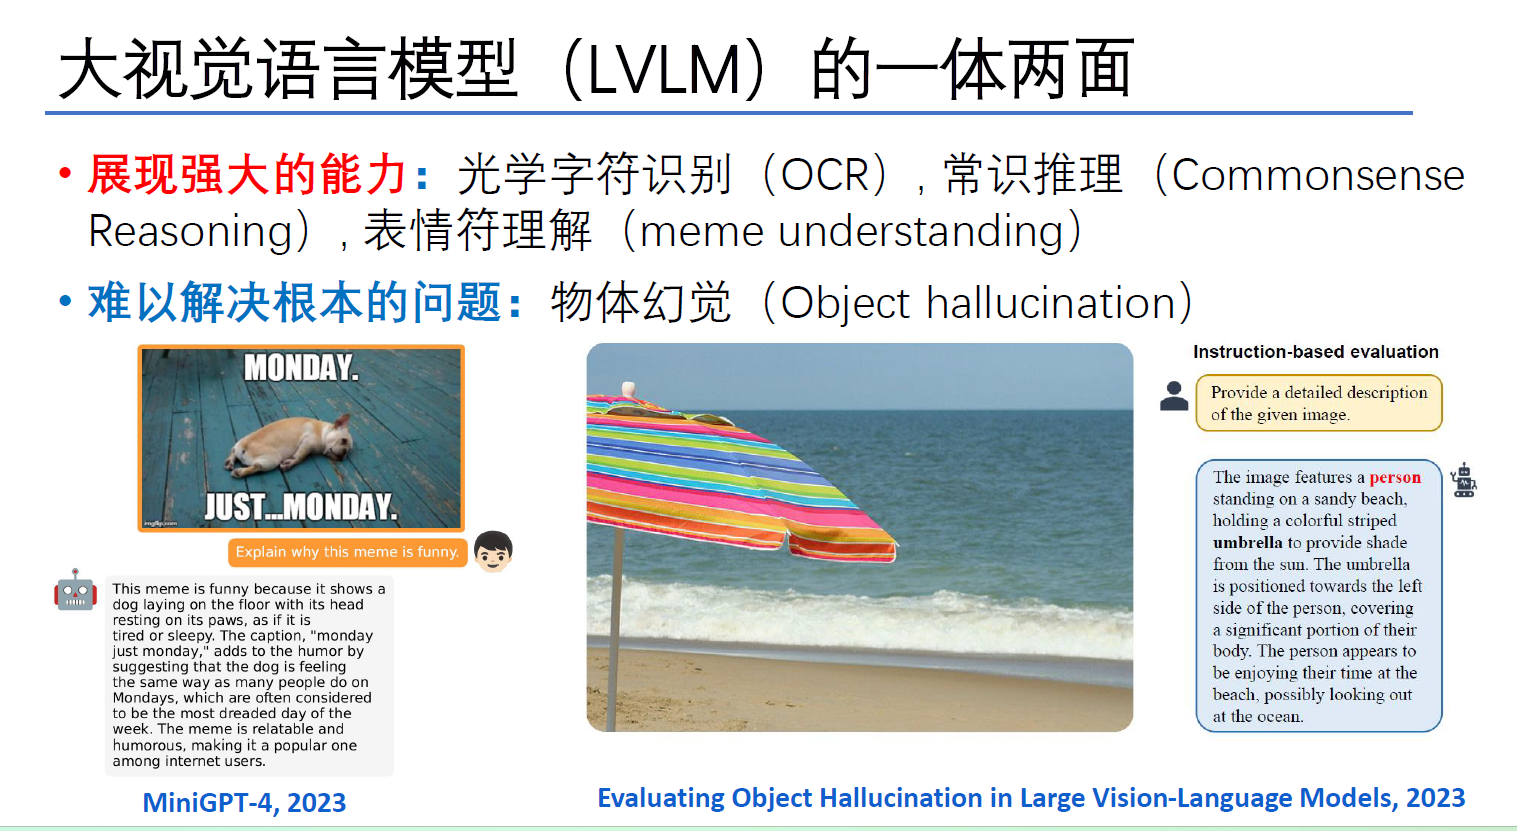 大视觉语言模型（LVLM）的一体两面
• 展现强大的能力：光学字符识别（OCR）, 常识推理（Commonsense
Reasoning）, 表情符理解（meme understanding）
• 难以解决根本的问题：物体幻觉（Object hallucination）
MONDAY.
JUST...MONDAY.
imgflip.com
Explain why this meme is funny.
This meme is funny because it shows a
dog laying on the floor with its head
resting on its paws, as if it is
tired or sleepy. The caption, "monday
just monday," adds to the humor by
suggesting that the dog is feeling
the same way as many people do on
Mondays, which are often considered
to be the most dreaded day of the
week. The meme is relatable and
humorous, making it a popular one
among internet users.
MiniGPT-4, 2023
Instruction-based evaluation
Provide a detailed description
of the given image.
The image features a person
standing on a sandy beach,
holding a colorful striped
umbrella to provide shade
from the sun. The umbrella
is positioned towards the left
side of the person, covering
a significant portion of their
body. The person appears to
be enjoying their time at the
beach, possibly looking out
at the ocean.
Evaluating Object Hallucination in Large Vision-Language Models, 2023